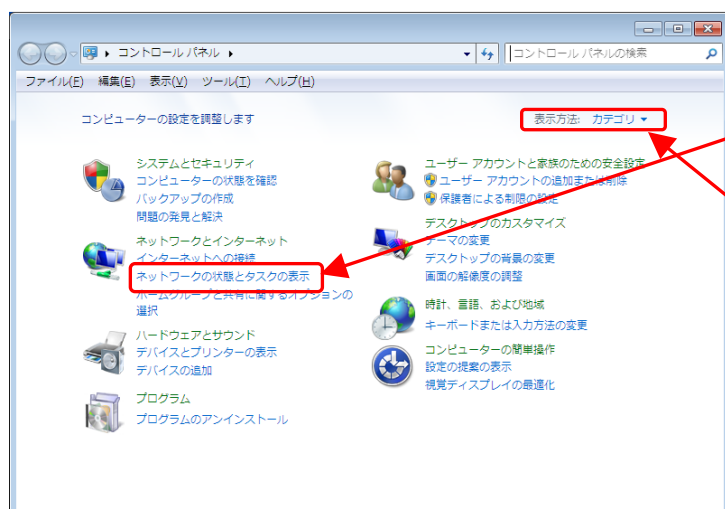 コントロール パネル
コントロール パネルの検索
ファイル(F) 編集(E) 表示(V) ツール(T) ヘルプ(H)
コンピューターの設定を調整します
表示方法: カテゴリ
システムとセキュリティ
コンピューターの状態を確認
バックアップの作成
問題の発見と解決
ネットワークとインターネット
インターネットへの接続
ネットワークの状態とタスクの表示
ホームグループと共有に関するオプションの
選択
ハードウェアとサウンド
デバイスとプリンターの表示
デバイスの追加
プログラム
プログラムのアンインストール
ユーザー アカウントと家族のための安全設定
ユーザー アカウントの追加または削除
保護者による制限の設定
デスクトップのカスタマイズ
テーマの変更
デスクトップの背景の変更
画面の解像度の調整
時計、言語、および地域
キーボードまたは入力方法の変更
コンピューターの簡単操作
設定の提案の表示
視覚ディスプレイの最適化